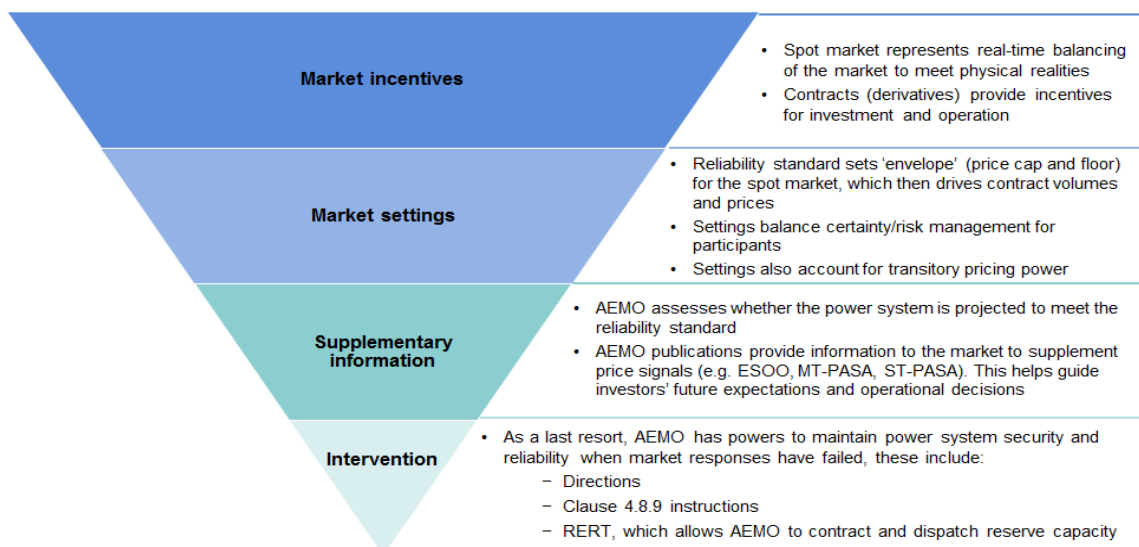 Market incentives
• Spot market represents real-time balancing
of the market to meet physical realities
• Contracts (derivatives) provide incentives
for investment and operation
Market settings
• Reliability standard sets 'envelope' (price cap and floor)
for the spot market, which then drives contract volumes
and prices
• Settings balance certainty/risk management for
participants
• Settings also account for transitory pricing power
Supplementary
information
• AEMO assesses whether the power system is projected to meet the
reliability standard
• AEMO publications provide information to the market to supplement
price signals (e.g. ESOO, MT-PASA, ST-PASA). This helps guide
investors' future expectations and operational decisions
Intervention
• As a last resort, AEMO has powers to maintain power system security and
reliability when market responses have failed, these include:
− Directions
− Clause 4.8.9 instructions
− RERT, which allows AEMO to contract and dispatch reserve capacity